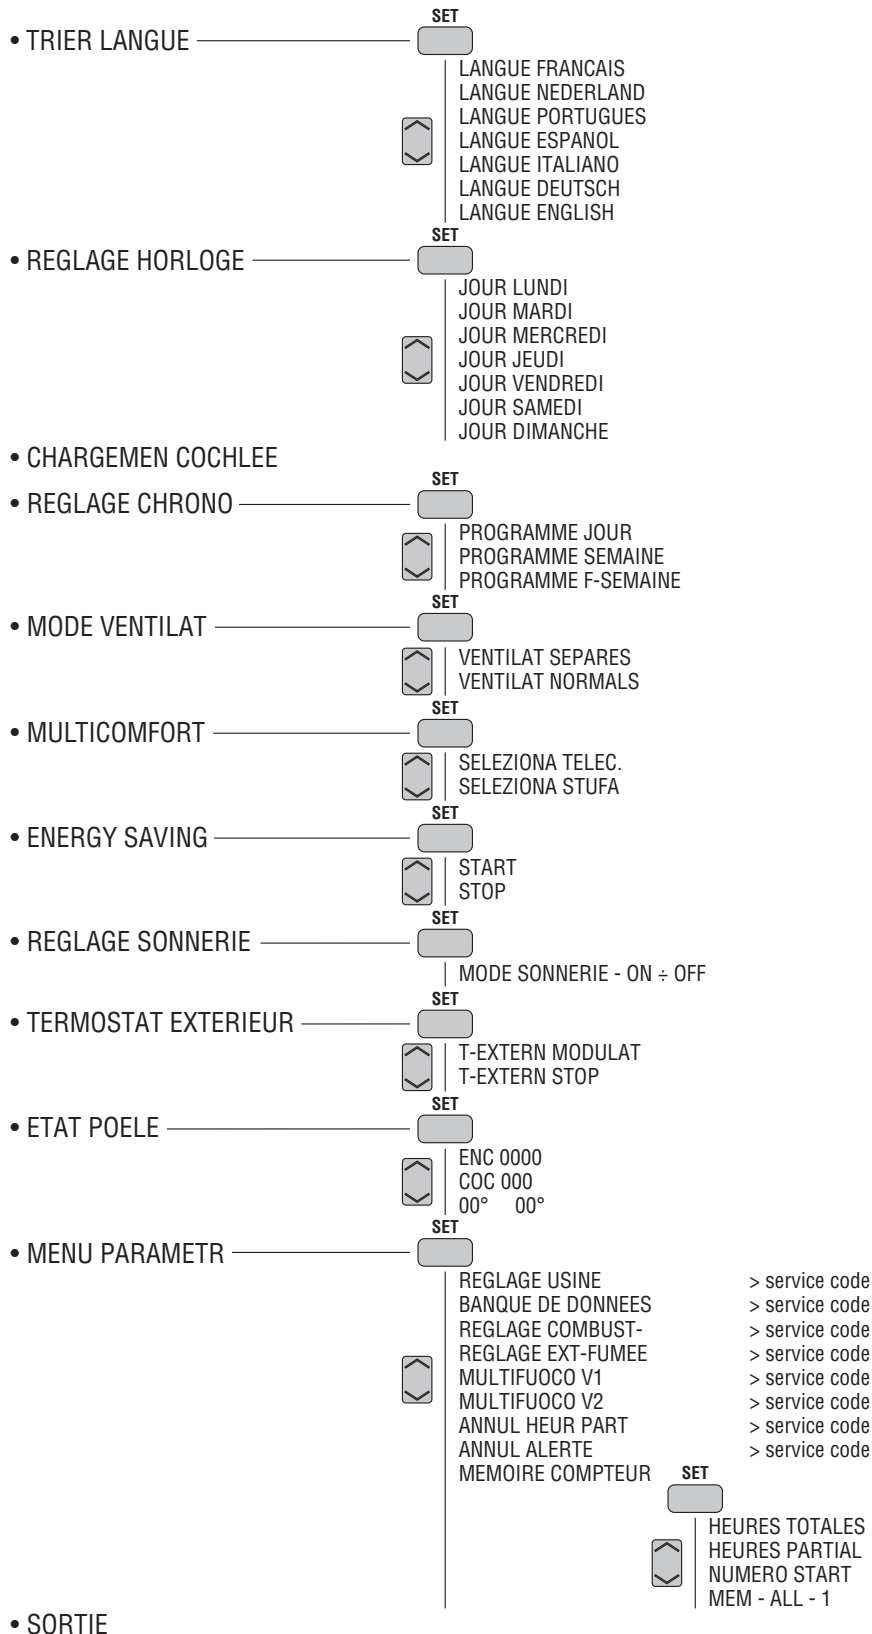 SET
• TRIER LANGUE
LANGUE FRANCAIS
LANGUE NEDERLAND
LANGUE PORTUGUES
LANGUE ESPANOL
LANGUE ITALIANO
LANGUE DEUTSCH
LANGUE ENGLISH
SET
• REGLAGE HORLOGE
JOUR LUNDI
JOUR MARDI
JOUR MERCREDI
JOUR JEUDI
JOUR VENDREDI
JOUR SAMEDI
JOUR DIMANCHE
• CHARGEMEN COCHLEE
SET
• REGLAGE CHRONO
PROGRAMME JOUR
PROGRAMME SEMAINE
PROGRAMME F-SEMAINE
SET
• MODE VENTILAT
VENTILAT SEPARES
VENTILAT NORMALS
SET
• MULTICOMFORT
SELEZIONA TELEC.
SELEZIONA STUFA
SET
• ENERGY SAVING
START
STOP
SET
• REGLAGE SONNERIE
MODE SONNERIE - ON ÷ OFF
SET
• TERMOSTAT EXTERIEUR
T-EXTERN MODULAT
T-EXTERN STOP
SET
• ETAT POELE
ENC 0000
COC 000
00° 00°
SET
• MENU PARAMETR
REGLAGE USINE > service code
BANQUE DE DONNEES > service code
REGLAGE COMBUST- > service code
REGLAGE EXT-FUMEE > service code
MULTIFUOCO V1 > service code
MULTIFUOCO V2 > service code
ANNUL HEUR PART > service code
ANNUL ALERTE > service code
MEMOIRE COMPTEUR SET
HEURES TOTALES
HEURES PARTIAL
NUMERO START
MEM - ALL - 1
• SORTIE